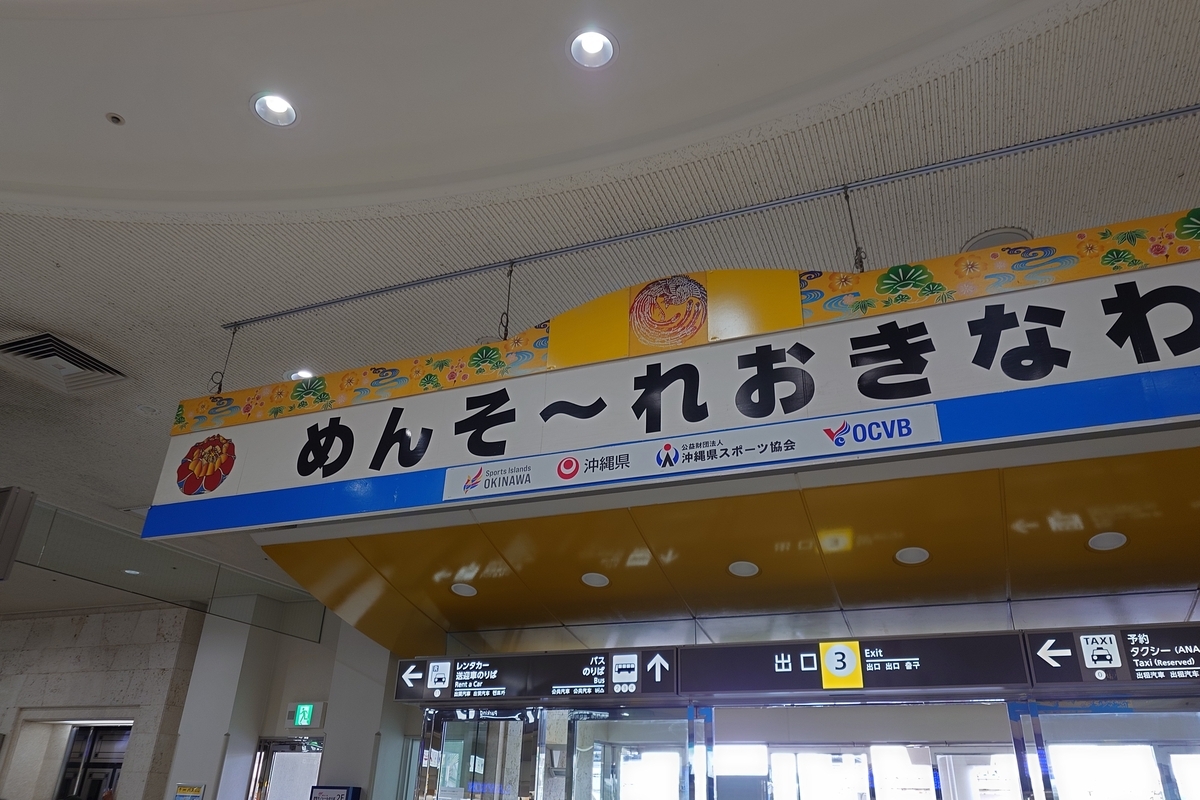 めんそ～れおきなわ
Sports Islands
OKINAWA
沖縄県
公益財団法人
沖縄県スポーツ協会
OCVB
レンタカー
送迎車のりば
Rent a Car
バス
のりば
Bus
出口 3 Exit
TAXI
予約
タクシー (ANA
Taxi (Reserved)